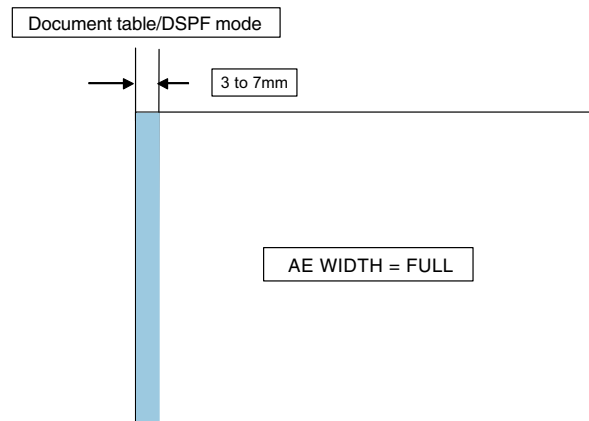 Document table/DSPF mode
3 to 7mm
AE WIDTH = FULL